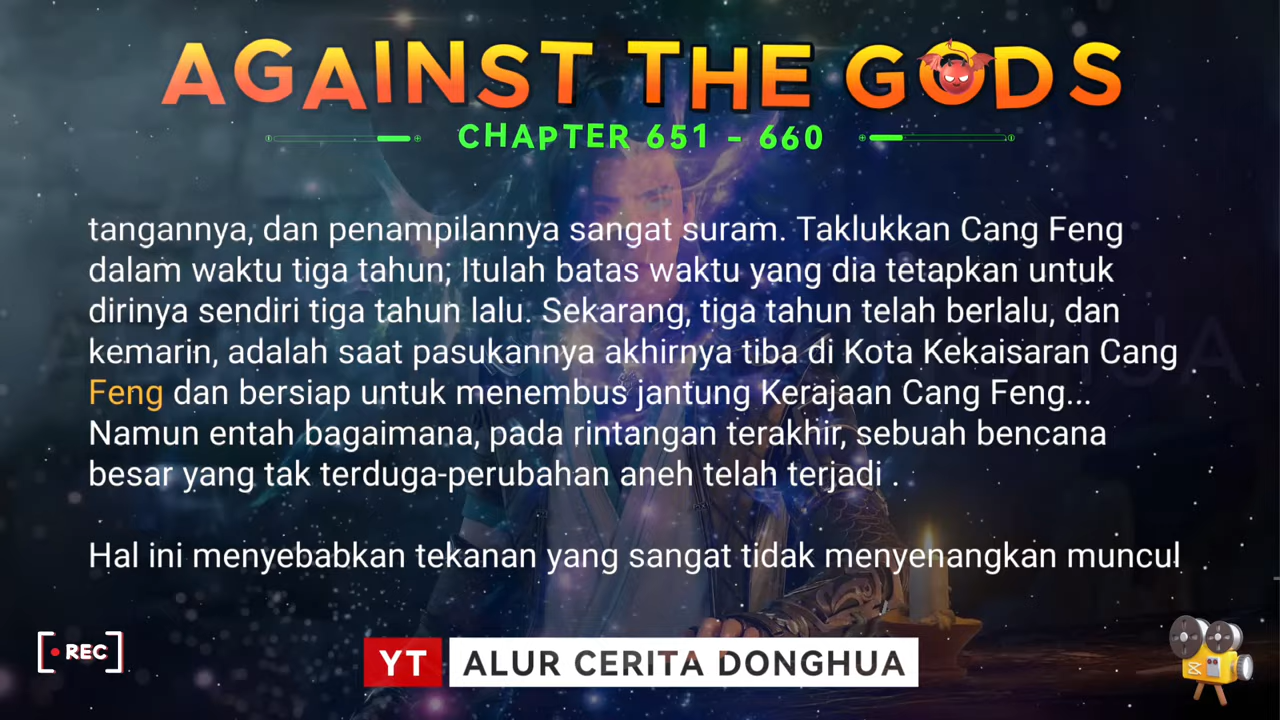 AGAINST THE GODS
CHAPTER 651 - 660
tangannya, dan penampilannya sangat suram. Taklukkan Cang Feng
dalam waktu tiga tahun; Itulah batas waktu yang dia tetapkan untuk
dirinya sendiri tiga tahun lalu. Sekarang, tiga tahun telah berlalu, dan
kemarin, adalah saat pasukannya akhirnya tiba di Kota Kekaisaran Cang
Feng dan bersiap untuk menembus jantung Kerajaan Cang Feng...
Namun entah bagaimana, pada rintangan terakhir, sebuah bencana
besar yang tak terduga-perubahan aneh telah terjadi .
Hal ini menyebabkan tekanan yang sangat tidak menyenangkan muncul
REC
YT ALUR CERITA DONGHUA